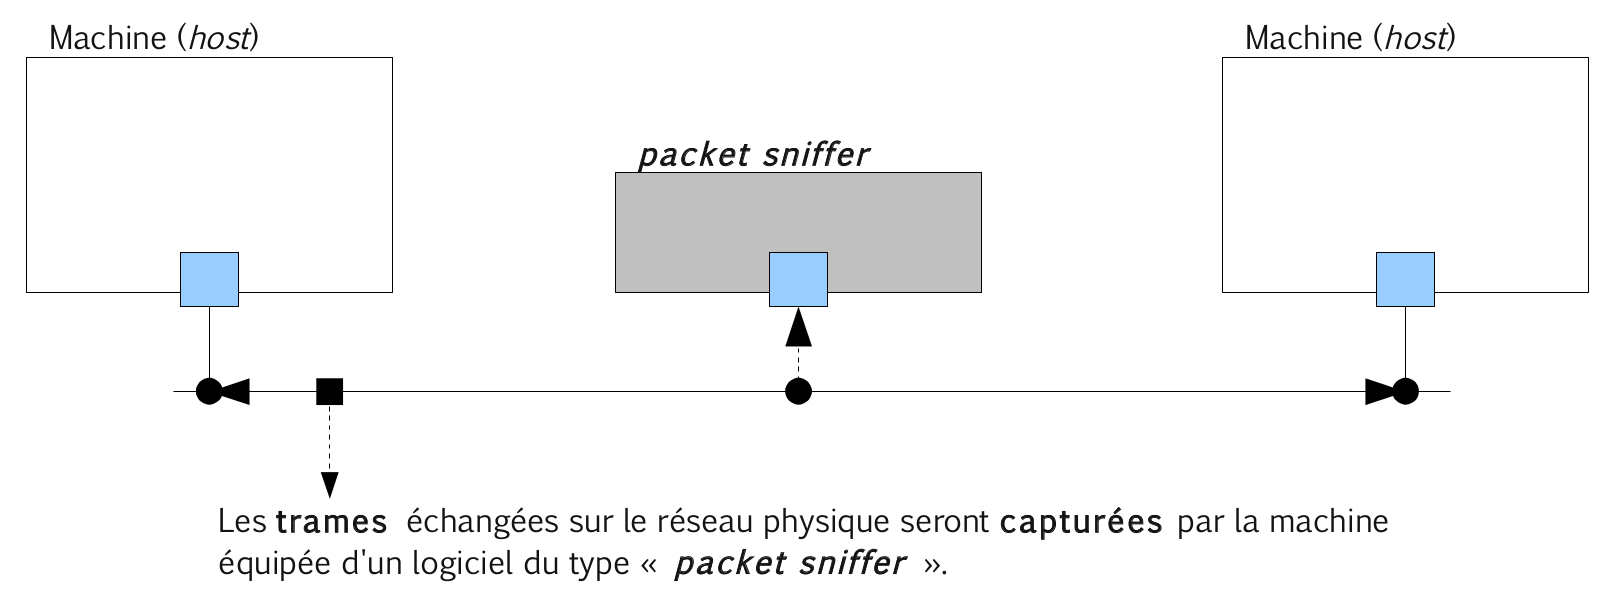 Machine (host)
Machine (host)
packet sniffer
Les trames échangées sur le réseau physique seront capturées par la machine
équipée d'un logiciel du type « packet sniffer ».